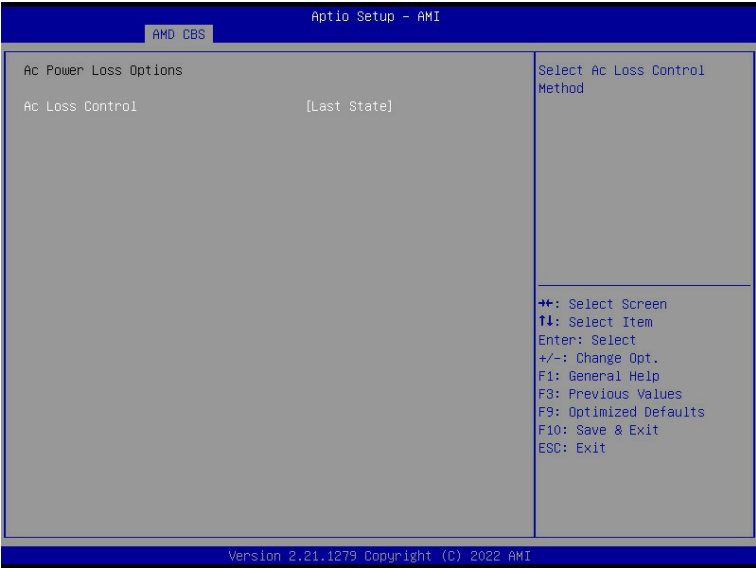 Aptio Setup – AMI
AMD CBS
Ac Power Loss Options
Ac Loss Control [Last State]
Select Ac Loss Control
Method
→←: Select Screen
↑↓: Select Item
Enter: Select
+/-: Change Opt.
F1: General Help
F3: Previous Values
F9: Optimized Defaults
F10: Save & Exit
ESC: Exit
Version 2.21.1279 Copyright (C) 2022 AMI